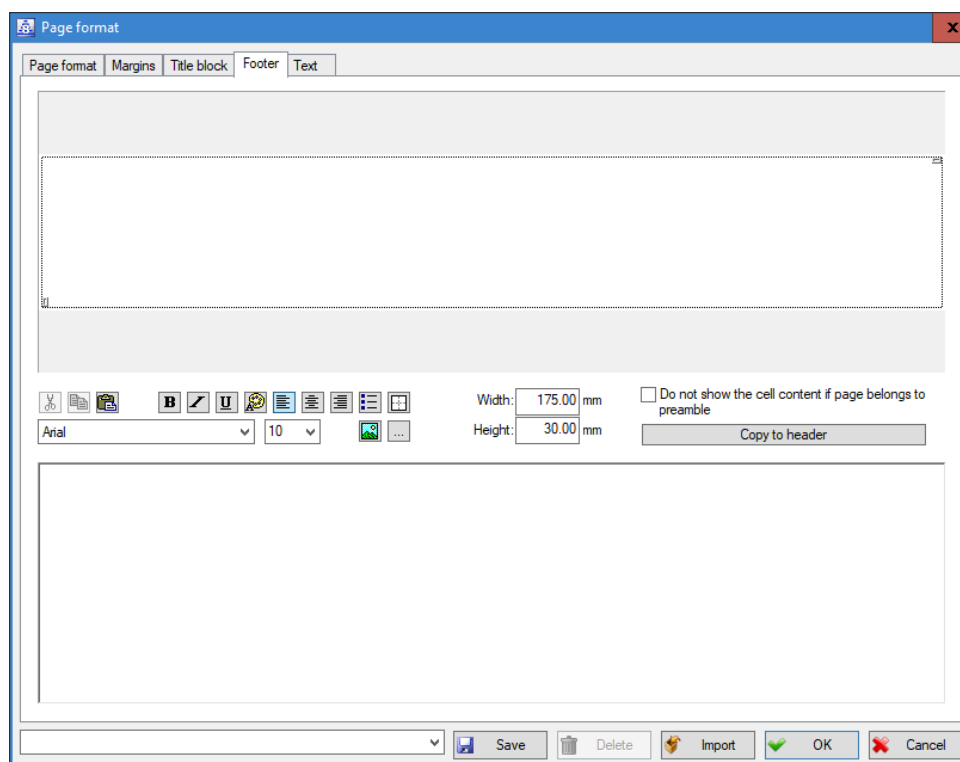 Page format
x
Page format Margins Title block Footer Text
B I U
Width: 175.00 mm
Do not show the cell content if page belongs to
preamble
Arial 10 ...
Height: 30.00 mm
Copy to header
Save Delete Import OK Cancel